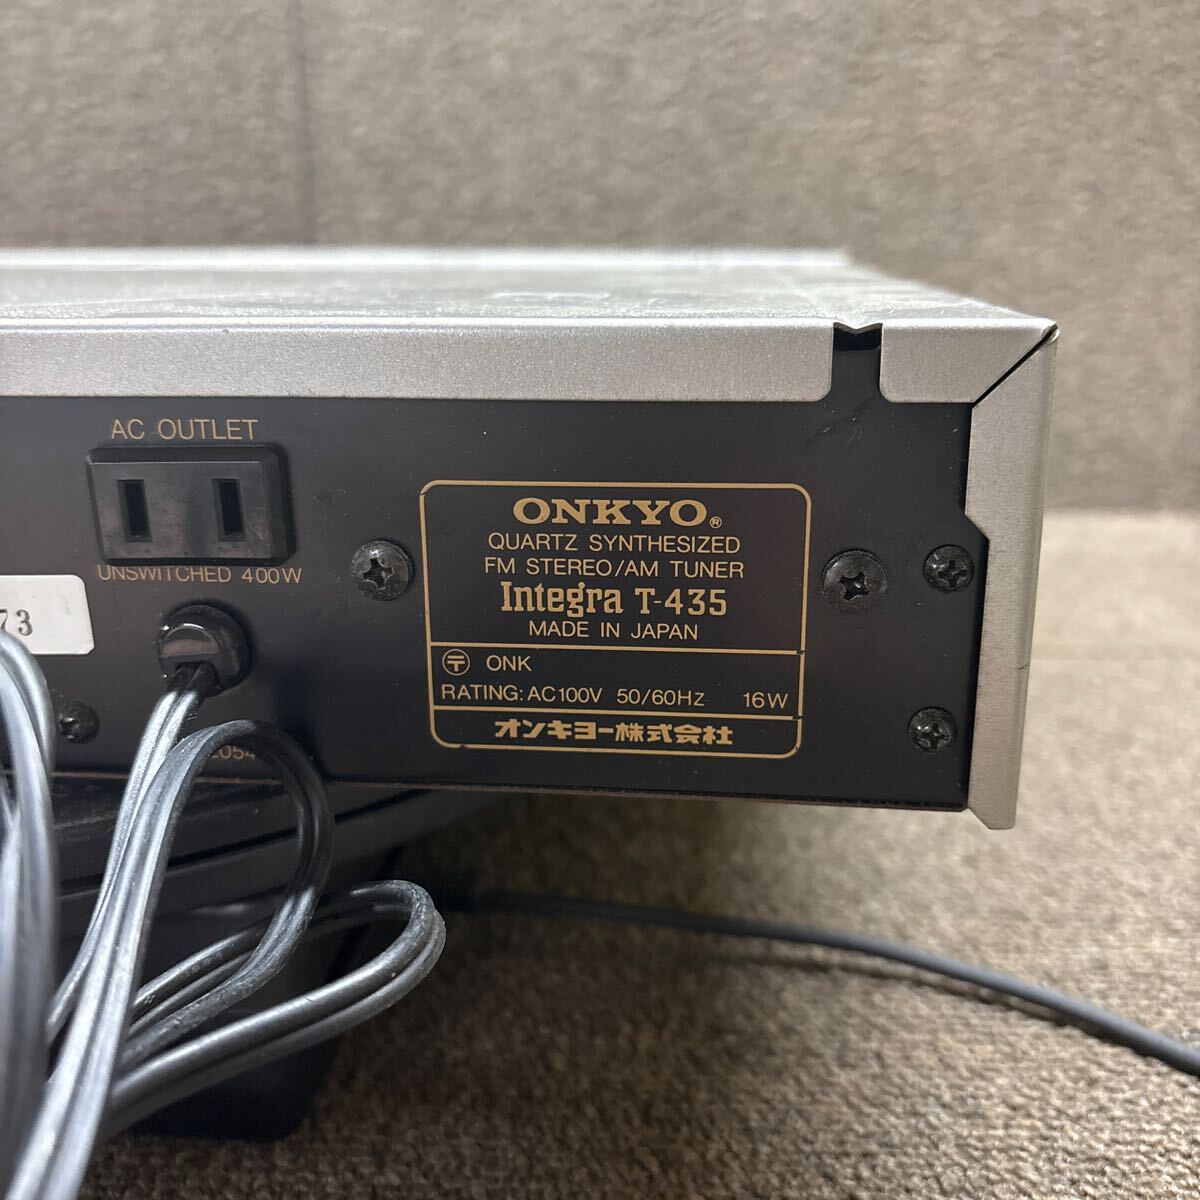 AC OUTLET
UNSWITCHED 400W
73
2054
ONKYO®
QUARTZ SYNTHESIZED
FM STEREO/AM TUNER
Integra T-435
MADE IN JAPAN
〒 ONK
RATING: AC100V 50/60Hz 16W
オンキヨー株式会社